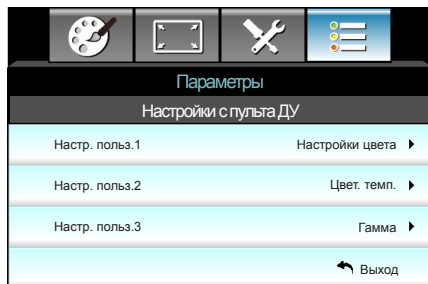 Параметры
Настройки с пульта ДУ
Настр. польз.1 Настройки цвета
Настр. польз.2 Цвет. темп.
Настр. польз.3 Гамма
Выход